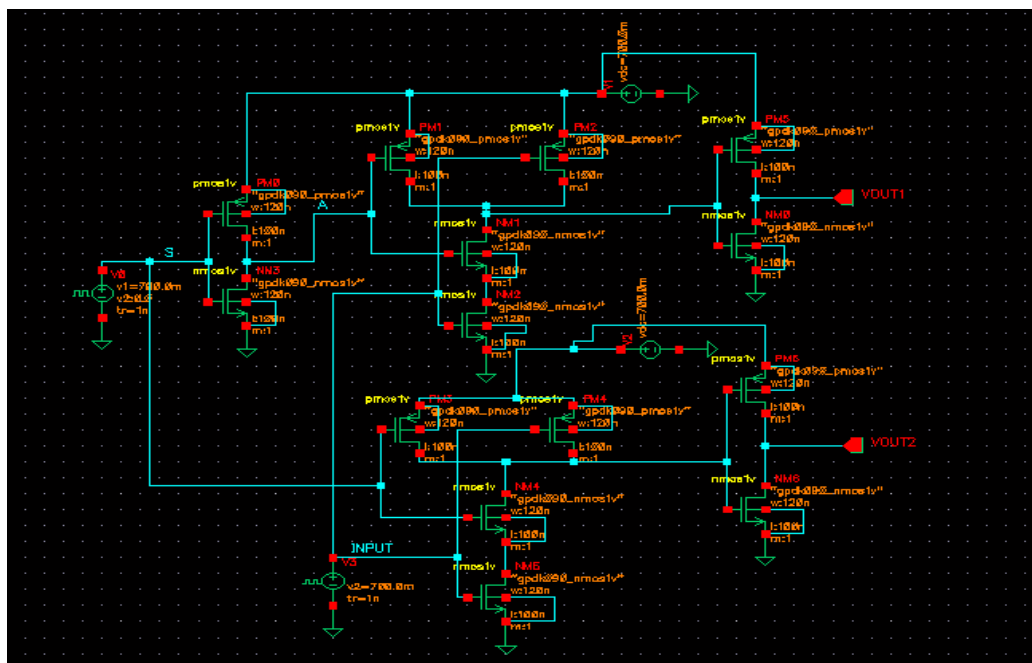 vdc=700.0m
V1
pmos1v
PM5
"gpdk090_pmos1v"
w:120n
l:100n
m:1
pmos1v
PM1
"gpdk090_pmos1v"
w:120n
l:100n
m:1
pmos1v
PM2
"gpdk090_pmos1v"
w:120n
l:100n
m:1
pmos1v
PM0
"gpdk090_pmos1v"
w:120n
l:100n
m:1
A
VOUT1
nmos1v
NM1
"gpdk090_nmos1v"
w:120n
l:100n
m:1
nmos1v
"gpdk090_nmos1v"
w:120n
l:100n
m:1
S
V0
v1=700.0m
tr=1n
nmos1v
"gpdk090_nmos1v"
w:120n
l:100n
m:1
nmos1v
NM2
"gpdk090_nmos1v"
w:120n
l:100n
m:1
vdc=700.0m
V2
pmos1v
"gpdk090_pmos1v"
w:120n
l:100n
m:1
pmos1v
PM3
"gpdk090_pmos1v"
w:120n
l:100n
m:1
pmos1v
PM4
"gpdk090_pmos1v"
w:120n
l:100n
m:1
VOUT2
nmos1v
NM4
"gpdk090_nmos1v"
w:120n
l:100n
m:1
nmos1v
"gpdk090_nmos1v"
w:120n
l:100n
m:1
INPUT
V3
v2=700.0m
tr=1n
nmos1v
NM5
"gpdk090_nmos1v"
w:120n
l:100n
m:1